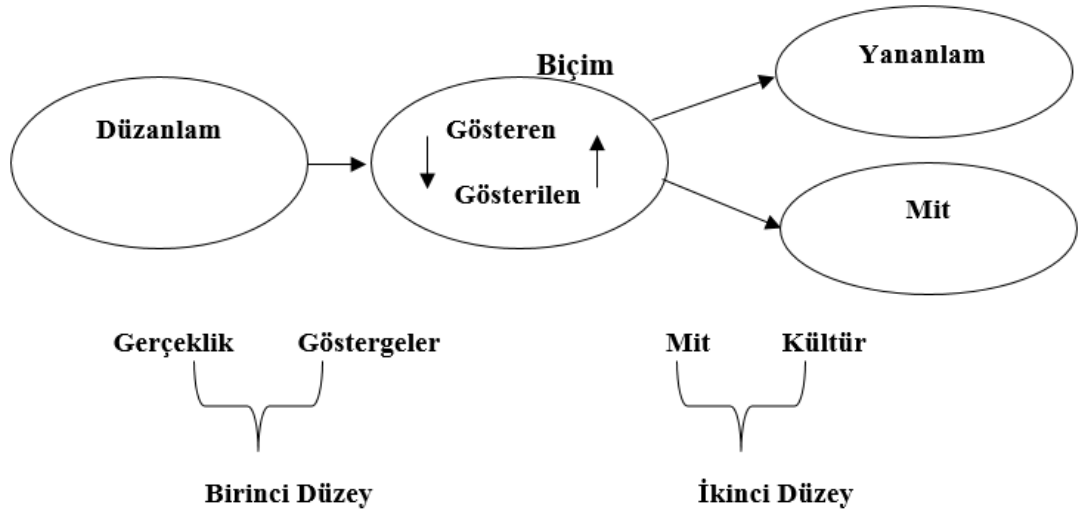 Düzanlam
Biçim
Gösteren
Gösterilen
Yananlam
Mit
Gerçeklik Göstergeler
Mit Kültür
Birinci Düzey
İkinci Düzey